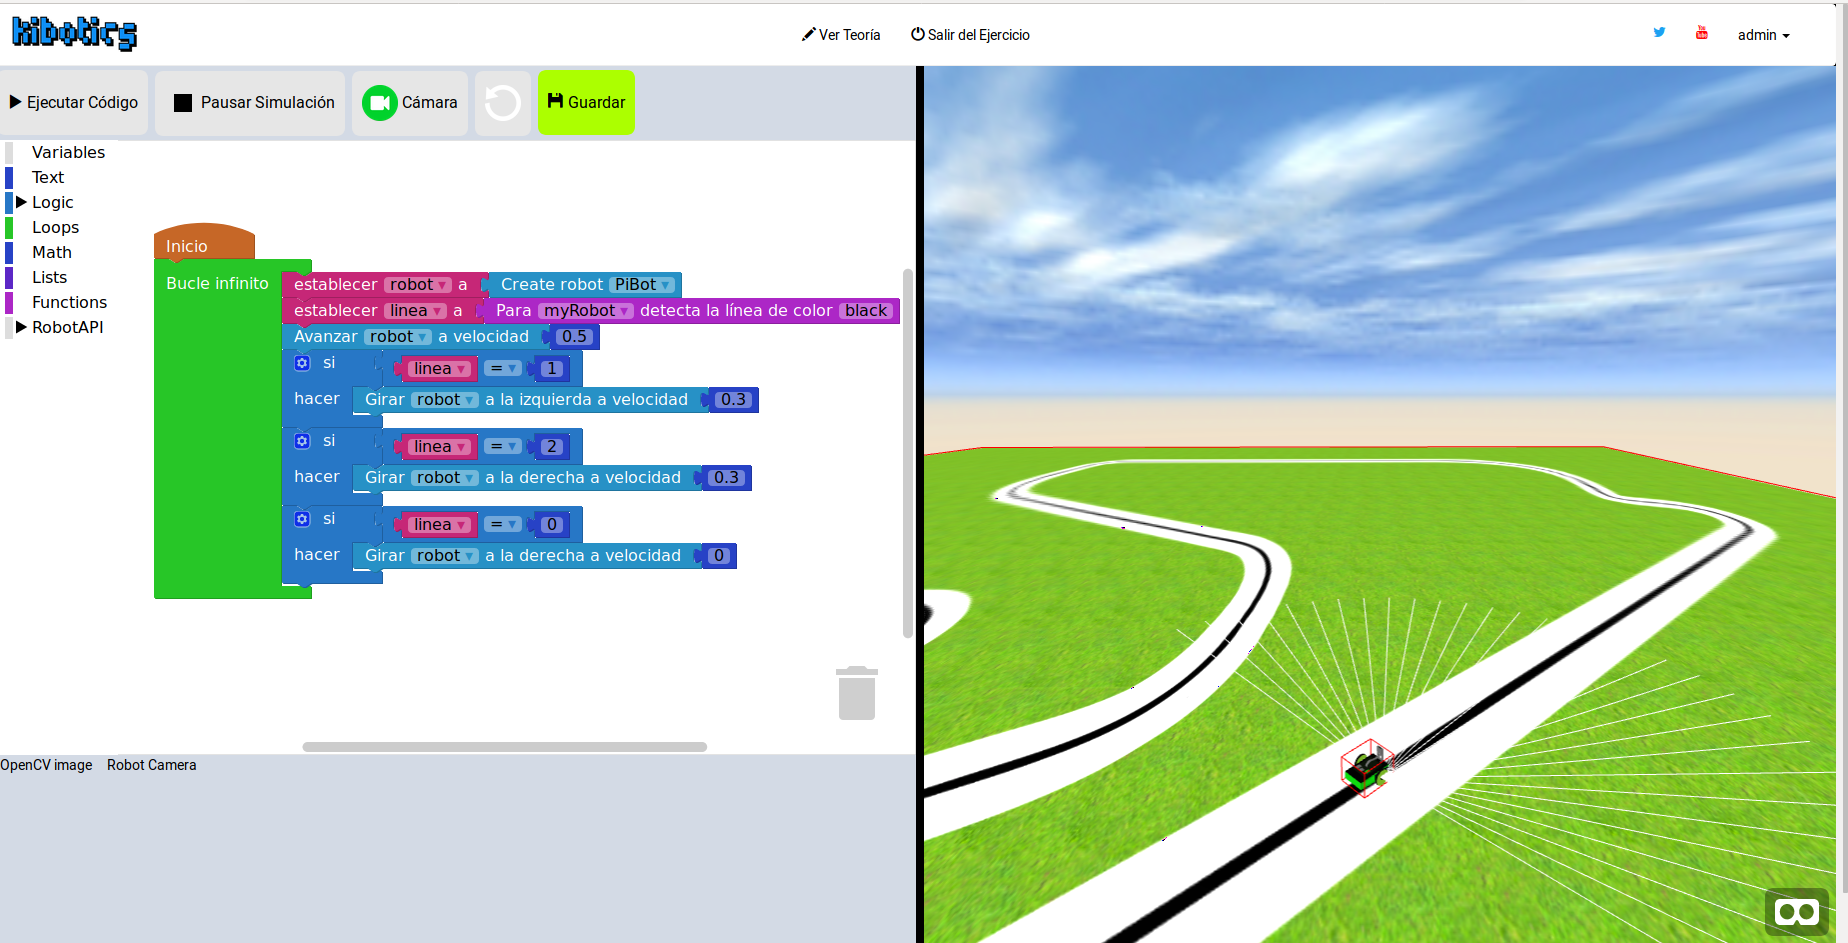 kibotics
Ver Teoría
Salir del Ejercicio
You Tube
admin
Ejecutar Código
Pausar Simulación
Cámara
Guardar
Variables
Text
Logic
Loops
Math
Lists
Functions
RobotAPI
Inicio
Bucle infinito
establecer robot a Create robot PiBot
establecer linea a Para myRobot detecta la línea de color black
Avanzar robot a velocidad 0.5
si linea = 1
hacer Girar robot a la izquierda a velocidad 0.3
si linea = 2
hacer Girar robot a la derecha a velocidad 0.3
si linea = 0
hacer Girar robot a la derecha a velocidad 0
OpenCV image Robot Camera